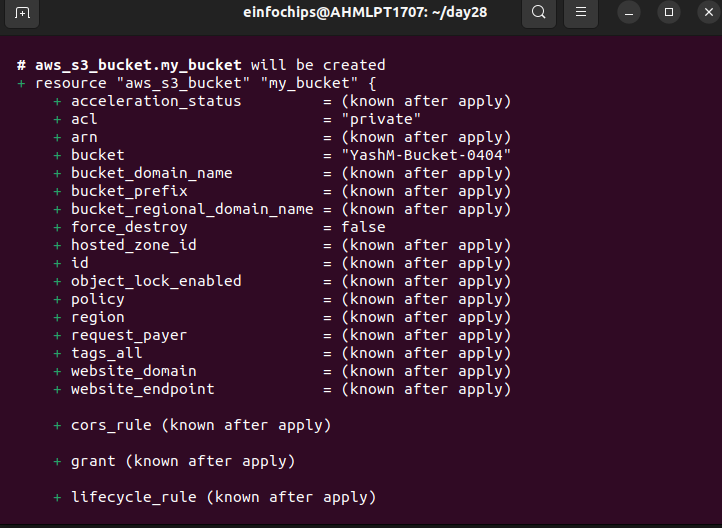 einfochips@AHMLPT1707: ~/day28
# aws_s3_bucket.my_bucket will be created
+ resource "aws_s3_bucket" "my_bucket" {
    + acceleration_status         = (known after apply)
    + acl                         = "private"
    + arn                         = (known after apply)
    + bucket                      = "YashM-Bucket-0404"
    + bucket_domain_name          = (known after apply)
    + bucket_prefix               = (known after apply)
    + bucket_regional_domain_name = (known after apply)
    + force_destroy               = false
    + hosted_zone_id              = (known after apply)
    + id                          = (known after apply)
    + object_lock_enabled         = (known after apply)
    + policy                      = (known after apply)
    + region                      = (known after apply)
    + request_payer               = (known after apply)
    + tags_all                    = (known after apply)
    + website_domain              = (known after apply)
    + website_endpoint            = (known after apply)
    + cors_rule (known after apply)
    + grant (known after apply)
    + lifecycle_rule (known after apply)